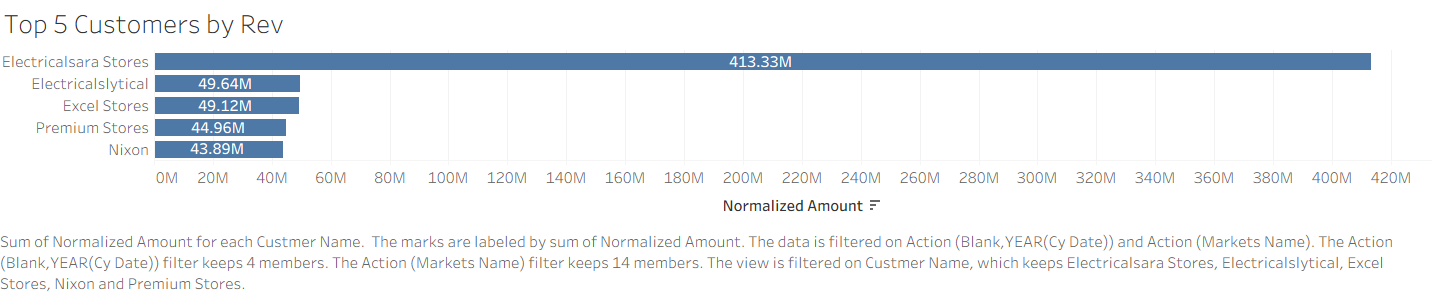 Top 5 Customers by Rev
Electricalsara Stores 413.33M
Electricalslytical 49.64M
Excel Stores 49.12M
Premium Stores 44.96M
Nixon 43.89M
0M 20M 40M 60M 80M 100M 120M 140M 160M 180M 200M 220M 240M 260M 280M 300M 320M 340M 360M 380M 400M 420M
Normalized Amount
Sum of Normalized Amount for each Custmer Name. The marks are labeled by sum of Normalized Amount. The data is filtered on Action (Blank,YEAR(Cy Date)) and Action (Markets Name). The Action
(Blank,YEAR(Cy Date)) filter keeps 4 members. The Action (Markets Name) filter keeps 14 members. The view is filtered on Custmer Name, which keeps Electricalsara Stores, Electricalslytical, Excel
Stores, Nixon and Premium Stores.